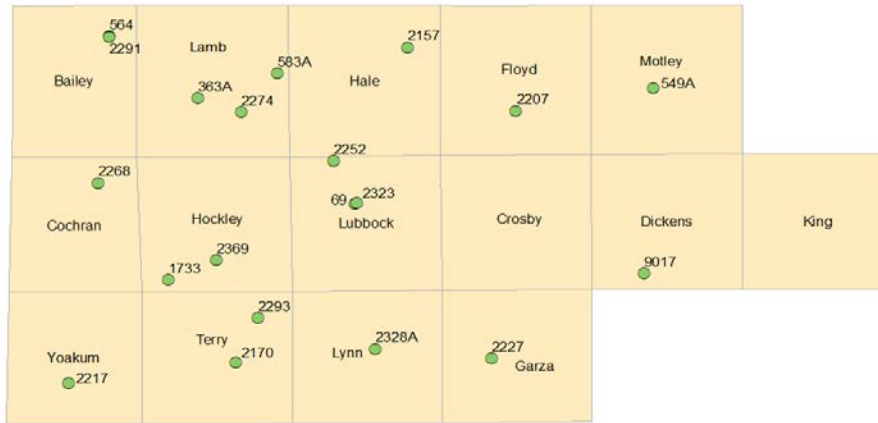 564
2291
Bailey
Lamb
583A
363A
2274
2157
Hale
Floyd
2207
Motley
549A
2268
Cochran
Hockley
2369
1733
2252
69
2323
Lubbock
Crosby
Dickens
9017
King
Yoakum
2217
2293
Terry
2170
2328A
Lynn
2227
Garza